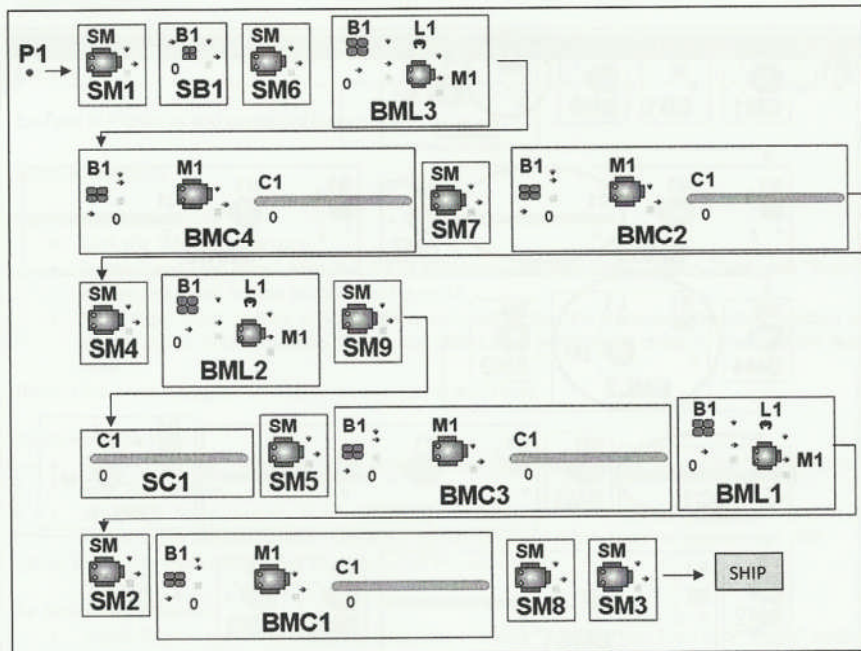 SM B1 SM B1 L1
P1
0 0 M1
SM1 SB1 SM6 BML3
B1 M1 C1 SM B1 M1 C1
0 0 0 0
BMC4 SM7 BMC2
SM B1 L1 SM
0 M1
SM4 BML2 SM9
C1 SM B1 M1 C1 B1 L1
0 0 0 0 M1
SC1 SM5 BMC3 BML1
SM B1 M1 C1 SM SM
SHIP
0 0
SM2 BMC1 SM8 SM3